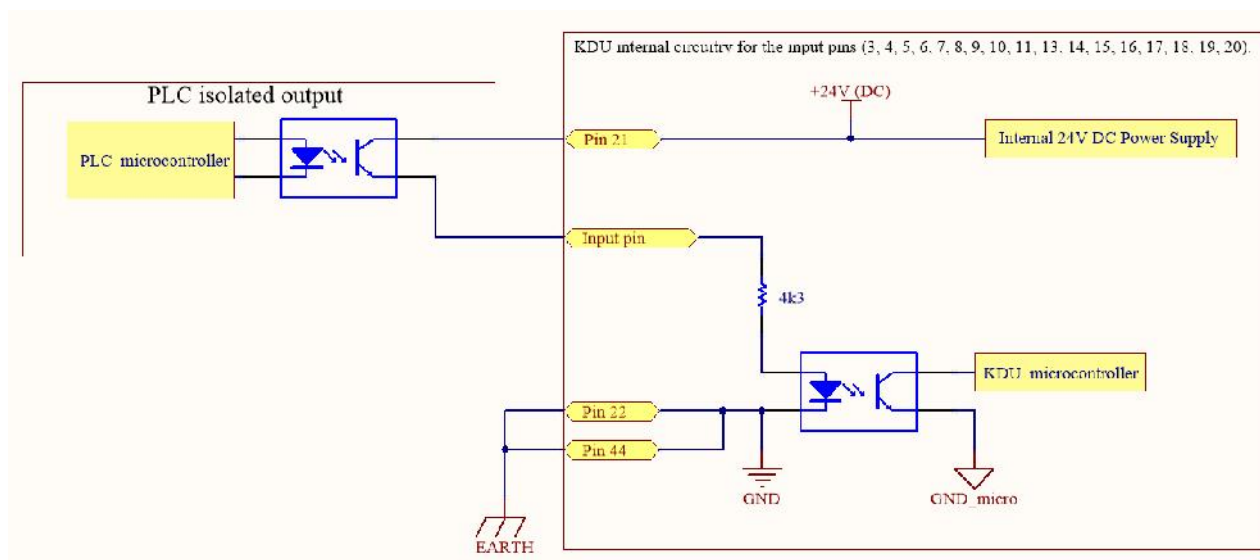 KDU internal circuitry for the input pins (3, 4, 5, 6, 7, 8, 9, 10, 11, 13, 14, 15, 16, 17, 18, 19, 20).
PLC isolated output
+24V (DC)
PLC microcontroller
Pin 21
Internal 24V DC Power Supply
Input pin
4k3
KDU microcontroller
Pin 22
Pin 44
GND
GND_micro
EARTH